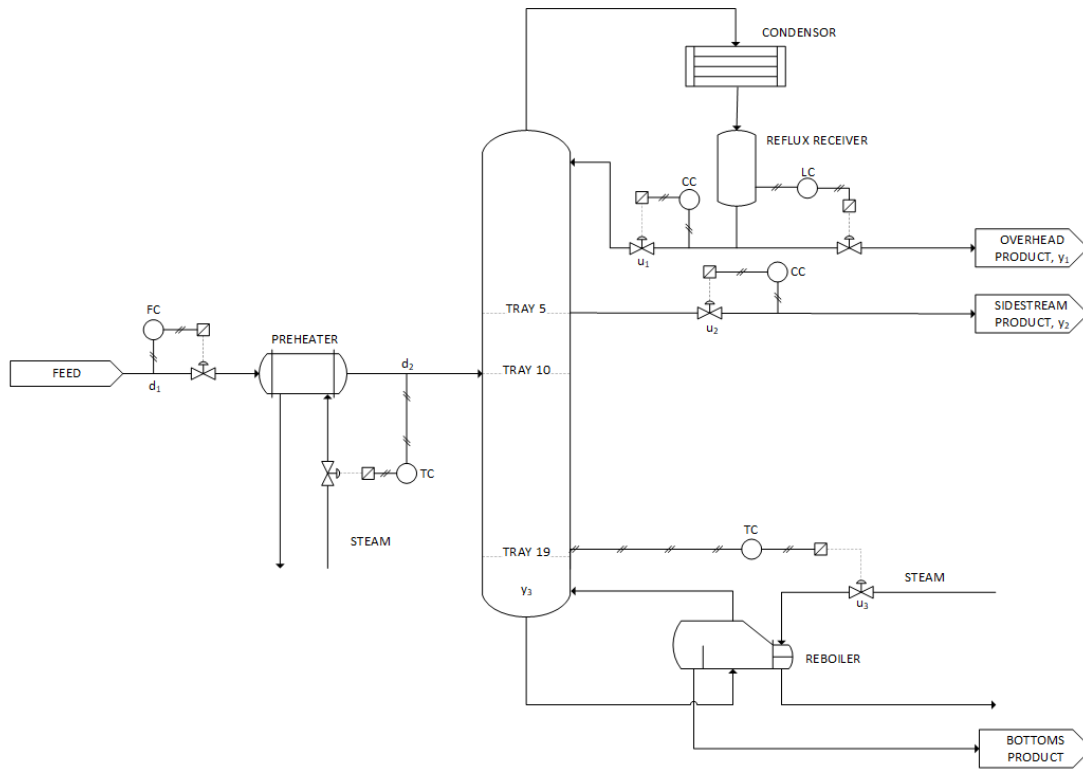 CONDENSOR
REFLUX RECEIVER
LC
CC
u1
OVERHEAD
PRODUCT, y1
CC
u2
SIDESTREAM
PRODUCT, y2
TRAY 5
FC
PREHEATER
d2
FEED
d1
TRAY 10
TC
STEAM
TRAY 19
TC
y3
STEAM
u3
REBOILER
BOTTOMS
PRODUCT